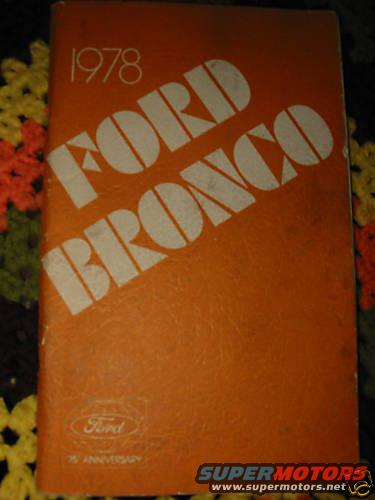 1978
FORD
BRONCO
Ford
75TH ANNIVERSARY
SUPERMOTORS
www.supermotors.net